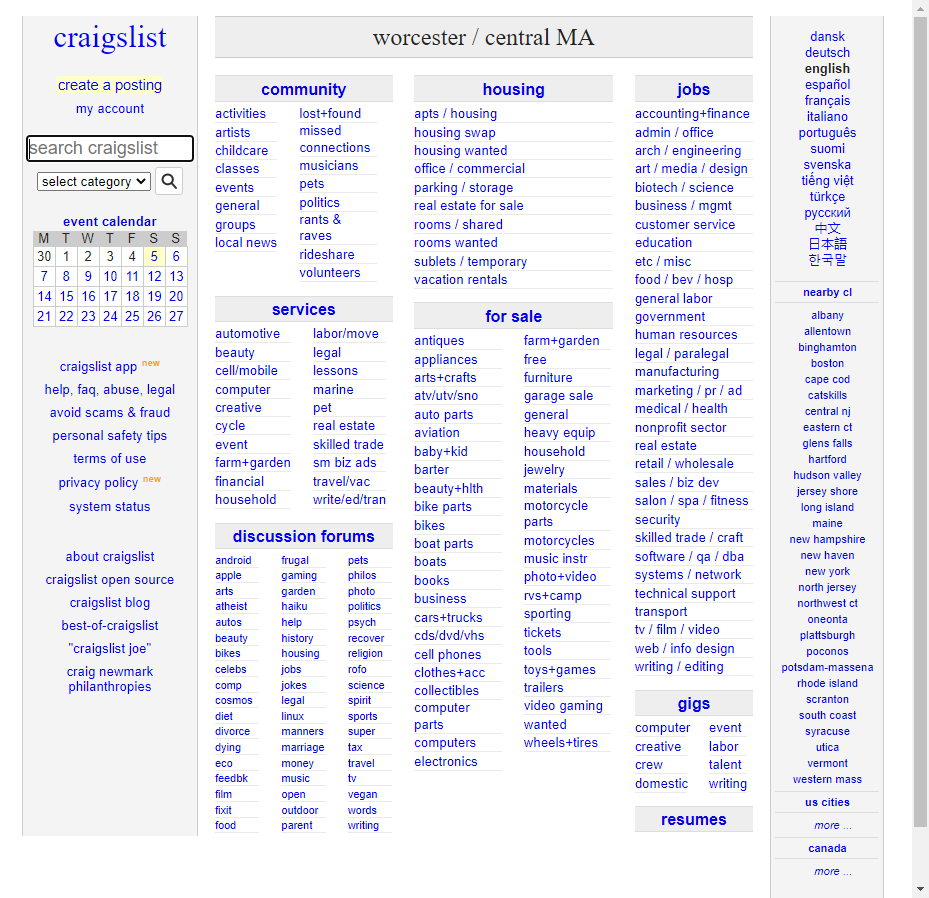 craigslist
create a posting
my account
search craigslist
select category
event calendar
M T W T F S S
30 1 2 3 4 5 6
7 8 9 10 11 12 13
14 15 16 17 18 19 20
21 22 23 24 25 26 27
craigslist app new
help, faq, abuse, legal
avoid scams & fraud
personal safety tips
terms of use
privacy policy new
system status
about craigslist
craigslist open source
craigslist blog
best-of-craigslist
"craigslist joe"
craig newmark
philanthropies
worcester / central MA
community
activities
artists
childcare
classes
events
general
groups
local news
lost+found
missed
connections
musicians
pets
politics
rants &
raves
rideshare
volunteers
services
automotive
beauty
cell/mobile
computer
creative
cycle
event
farm+garden
financial
household
labor/move
legal
lessons
marine
pet
real estate
skilled trade
sm biz ads
travel/vac
write/ed/tran
discussion forums
android
apple
arts
atheist
autos
beauty
bikes
celebs
comp
cosmos
diet
divorce
dying
eco
feedbk
film
fixit
food
frugal
gaming
garden
haiku
help
history
housing
jobs
jokes
legal
linux
manners
marriage
money
music
open
outdoor
parent
pets
philos
photo
politics
psych
recover
religion
rofo
science
spirit
sports
super
tax
travel
tv
vegan
words
writing
housing
apts / housing
housing swap
housing wanted
office / commercial
parking / storage
real estate for sale
rooms / shared
rooms wanted
sublets / temporary
vacation rentals
for sale
antiques
appliances
arts+crafts
atv/utv/sno
auto parts
aviation
baby+kid
barter
beauty+hlth
bike parts
bikes
boat parts
boats
books
business
cars+trucks
cds/dvd/vhs
cell phones
clothes+acc
collectibles
computer
parts
computers
electronics
farm+garden
free
furniture
garage sale
general
heavy equip
household
jewelry
materials
motorcycle
parts
motorcycles
music instr
photo+video
rvs+camp
sporting
tickets
tools
toys+games
trailers
video gaming
wanted
wheels+tires
jobs
accounting+finance
admin / office
arch / engineering
art / media / design
biotech / science
business / mgmt
customer service
education
etc / misc
food / bev / hosp
general labor
government
human resources
legal / paralegal
manufacturing
marketing / pr / ad
medical / health
nonprofit sector
real estate
retail / wholesale
sales / biz dev
salon / spa / fitness
security
skilled trade / craft
software / qa / dba
systems / network
technical support
transport
tv / film / video
web / info design
writing / editing
gigs
computer
creative
crew
domestic
event
labor
talent
writing
resumes
dansk
deutsch
english
español
français
italiano
português
suomi
svenska
tiếng việt
türkçe
русский
中文
日本語
한국말
nearby cl
albany
allentown
binghamton
boston
cape cod
catskills
central nj
eastern ct
glens falls
hartford
hudson valley
jersey shore
long island
maine
new hampshire
new haven
new york
north jersey
northwest ct
oneonta
plattsburgh
poconos
potsdam-massena
rhode island
scranton
south coast
syracuse
utica
vermont
western mass
us cities
more ...
canada
more ...